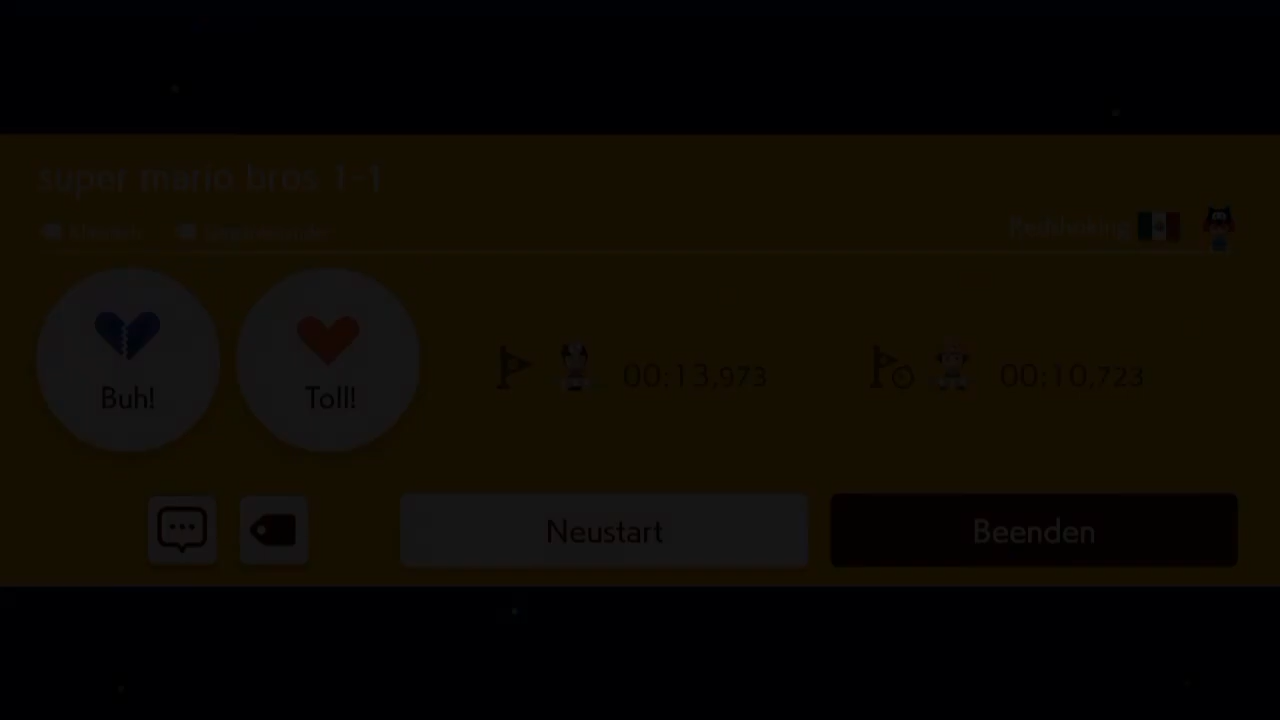 super mario bros 1-1
Buh!
Toll!
00:13,973
00:10,723
Neustart
Beenden